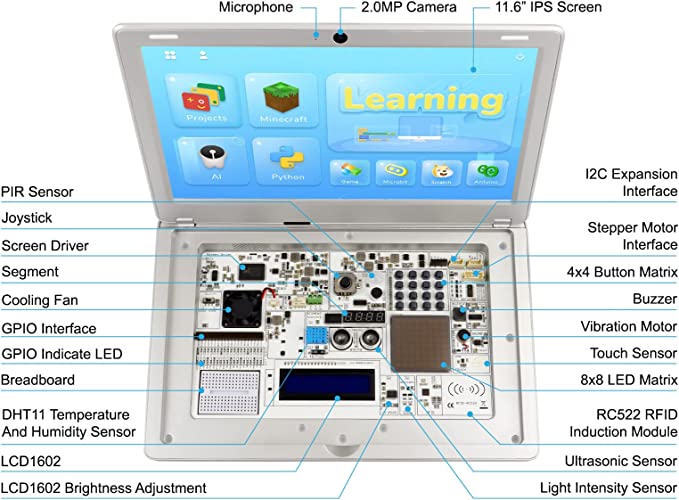 Microphone
2.0MP Camera
11.6" IPS Screen
Learning
Projects
Minecraft
AI
Python
Game
Microbit
Scratch
Arduino
PIR Sensor
Joystick
Screen Driver
Segment
Cooling Fan
GPIO Interface
GPIO Indicate LED
Breadboard
DHT11 Temperature
And Humidity Sensor
LCD1602
LCD1602 Brightness Adjustment
I2C Expansion
Interface
Stepper Motor
Interface
4x4 Button Matrix
Buzzer
Vibration Motor
Touch Sensor
8x8 LED Matrix
RC522 RFID
Induction Module
Ultrasonic Sensor
Light Intensity Sensor